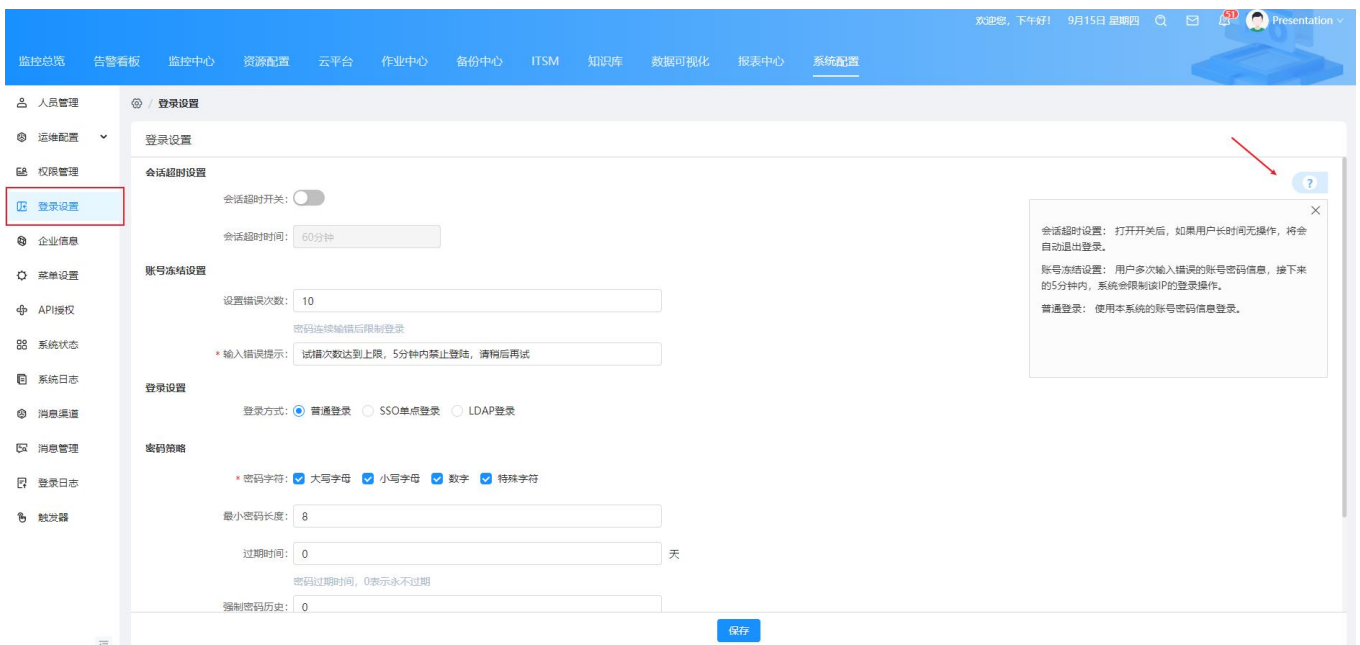 欢迎您，下午好！ 9月15日 星期四 51 Presentation
监控总览 告警看板 监控中心 资源配置 云平台 作业中心 备份中心 ITSM 知识库 数据可视化 报表中心 系统配置
人员管理
运维配置
权限管理
登录设置
企业信息
菜单设置
API授权
系统状态
系统日志
消息渠道
消息管理
登录日志
触发器
/ 登录设置
登录设置
会话超时设置
会话超时开关：
会话超时时间： 60分钟
账号冻结设置
设置错误次数： 10
密码连续输错后限制登录
* 输入错误提示： 试错次数达到上限，5分钟内禁止登陆，请稍后再试
登录设置
登录方式： 普通登录 SSO单点登录 LDAP登录
密码策略
* 密码字符： 大写字母 小写字母 数字 特殊字符
最小密码长度： 8
过期时间： 0 天
密码过期时间，0表示永不过期
强制密码历史： 0
保存
?
会话超时设置： 打开开关后，如果用户长时间无操作，将会
自动退出登录。
账号冻结设置： 用户多次输入错误的账号密码信息，接下来
的5分钟内，系统会限制该IP的登录操作。
普通登录： 使用本系统的账号密码信息登录。